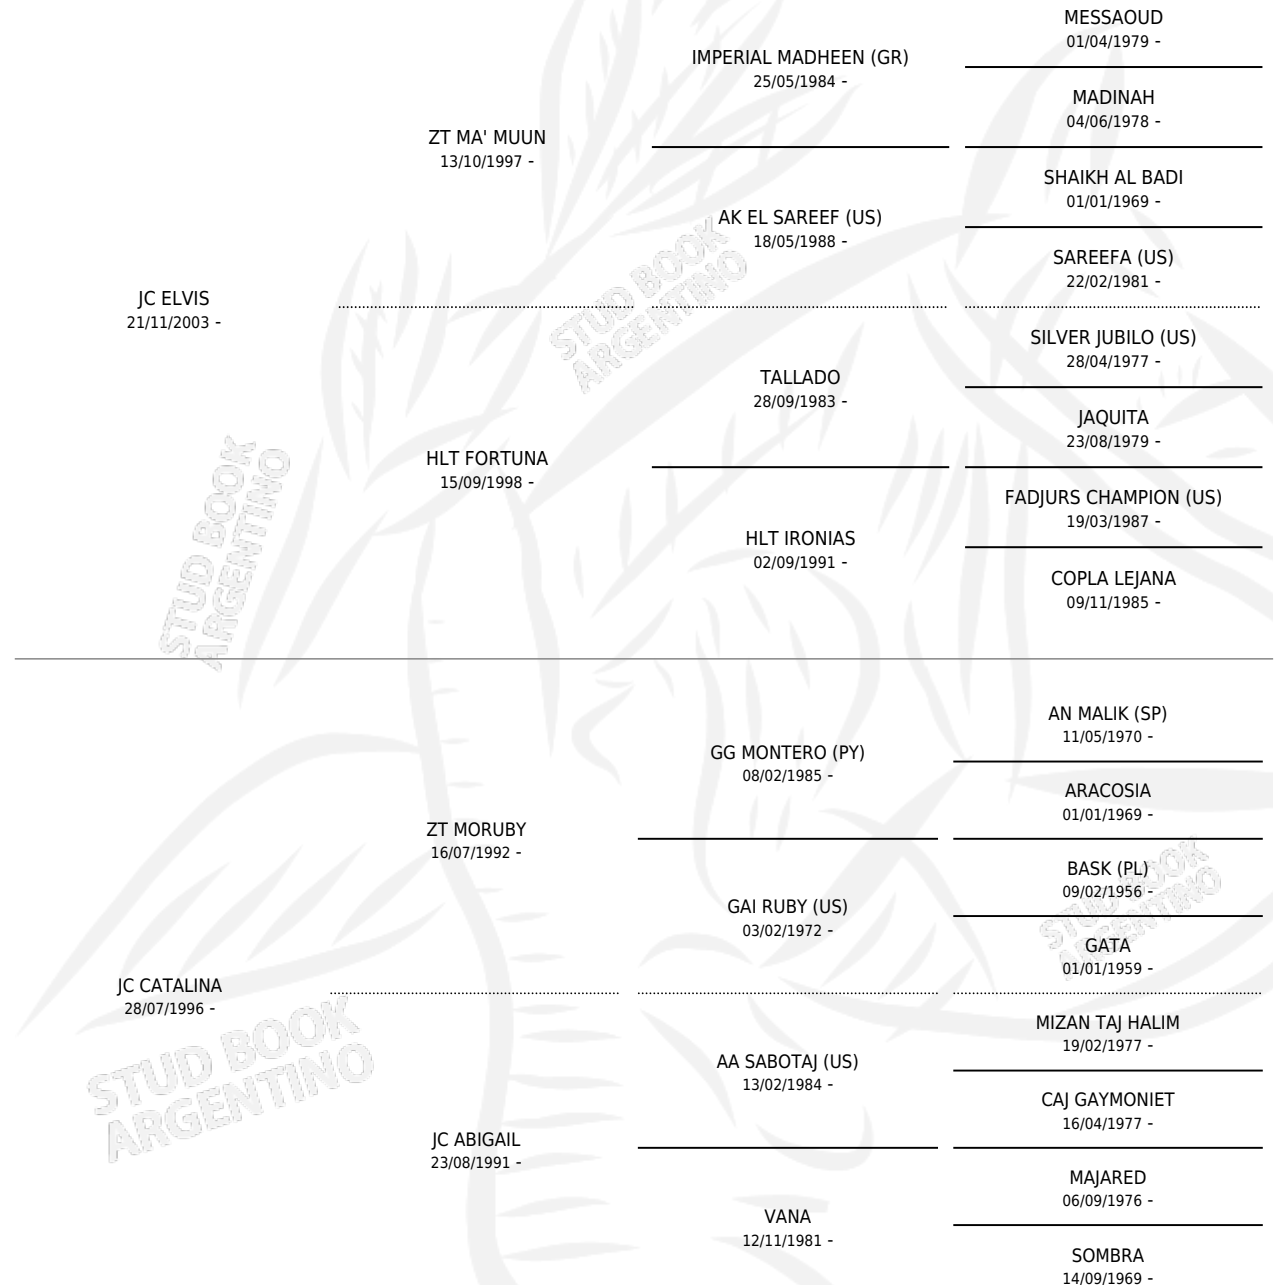 MESSAOUD
01/04/1979 -
IMPERIAL MADHEEN (GR)
25/05/1984 -
MADINAH
04/06/1978 -
ZT MA' MUUN
13/10/1997 -
SHAIKH AL BADI
01/01/1969 -
AK EL SAREEF (US)
18/05/1988 -
SAREEFA (US)
22/02/1981 -
JC ELVIS
21/11/2003 -
SILVER JUBILO (US)
28/04/1977 -
TALLADO
28/09/1983 -
JAQUITA
23/08/1979 -
HLT FORTUNA
15/09/1998 -
FADJURS CHAMPION (US)
19/03/1987 -
HLT IRONIAS
02/09/1991 -
COPLA LEJANA
09/11/1985 -
AN MALIK (SP)
11/05/1970 -
GG MONTERO (PY)
08/02/1985 -
ARACOSIA
01/01/1969 -
ZT MORUBY
16/07/1992 -
BASK (PL)
09/02/1956 -
GAI RUBY (US)
03/02/1972 -
GATA
01/01/1959 -
JC CATALINA
28/07/1996 -
MIZAN TAJ HALIM
19/02/1977 -
AA SABOTAJ (US)
13/02/1984 -
CAJ GAYMONIET
16/04/1977 -
JC ABIGAIL
23/08/1991 -
MAJARED
06/09/1976 -
VANA
12/11/1981 -
SOMBRA
14/09/1969 -
STUD BOOK
ARGENTINO
STUD BOOK
ARGENTINO
STUD BOOK
ARGENTINO
STUD BOOK
ARGENTINO